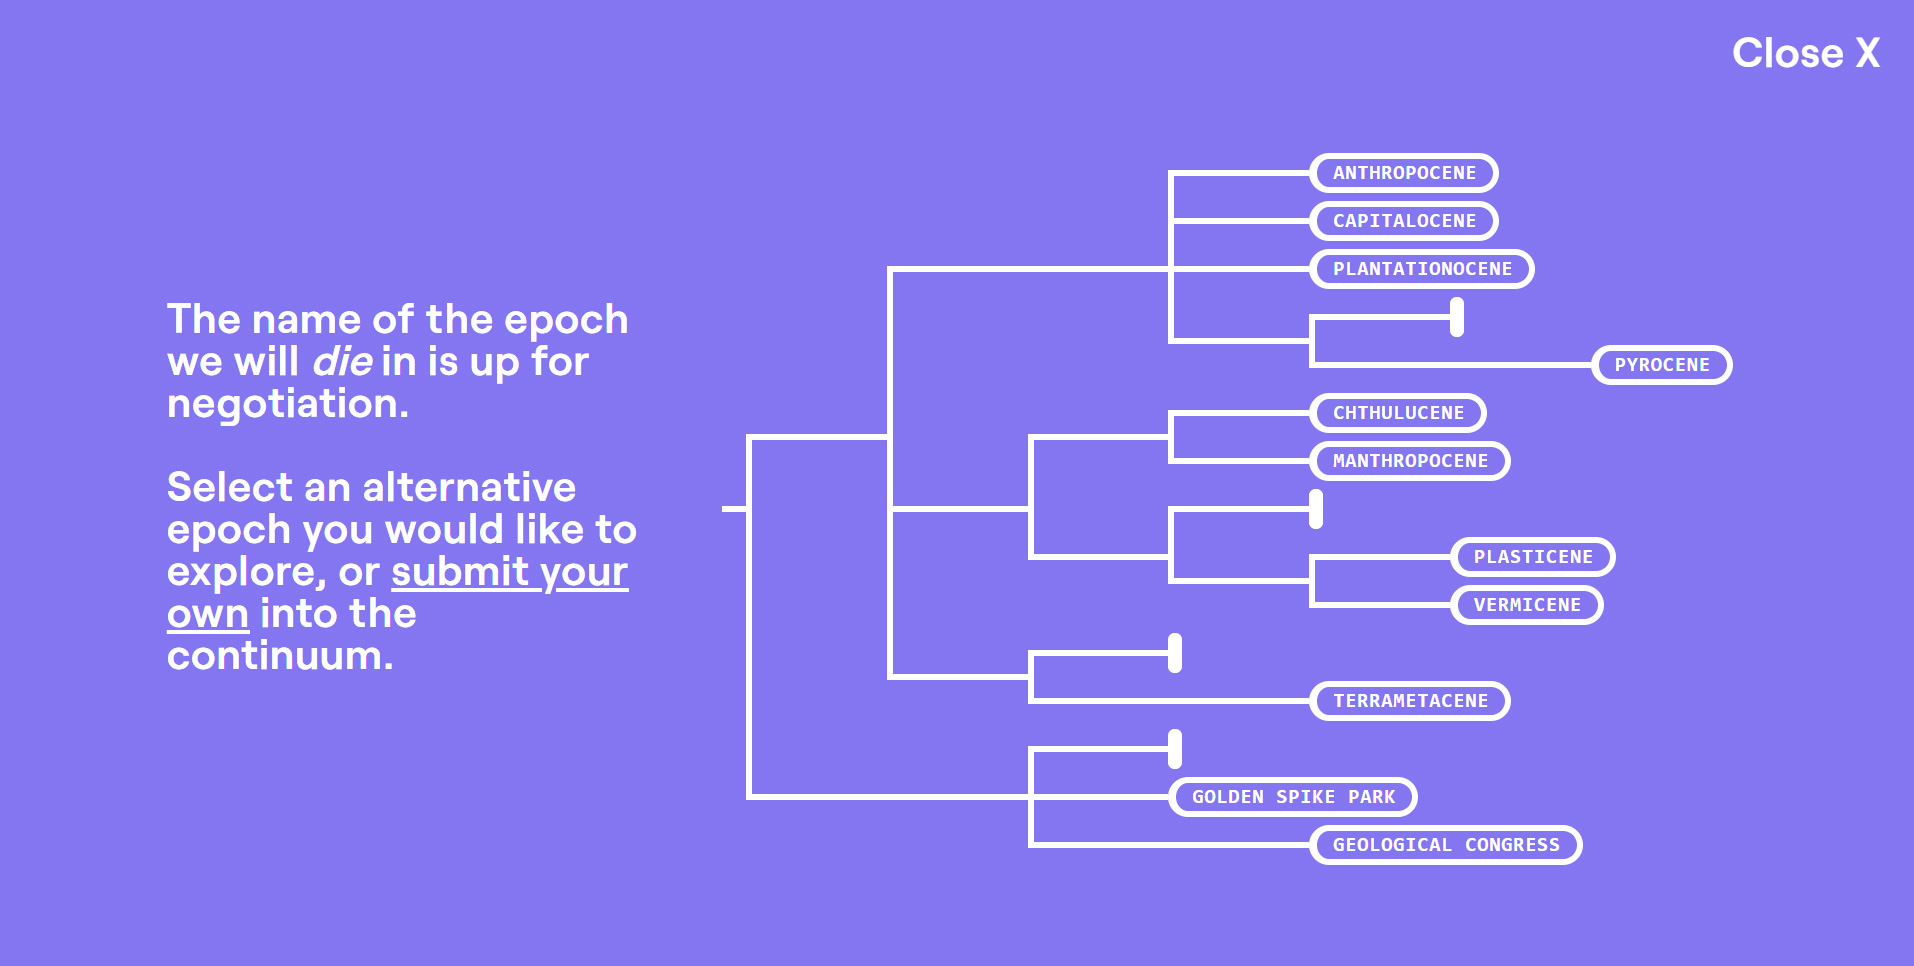 Close X
The name of the epoch
we will die in is up for
negotiation.
Select an alternative
epoch you would like to
explore, or submit your
own into the
continuum.
ANTHROPOCENE
CAPITALOCENE
PLANTATIONOCENE
PYROCENE
CHTHULUCENE
MANTHROPOCENE
PLASTICENE
VERMICENE
TERRAMETACENE
GOLDEN SPIKE PARK
GEOLOGICAL CONGRESS